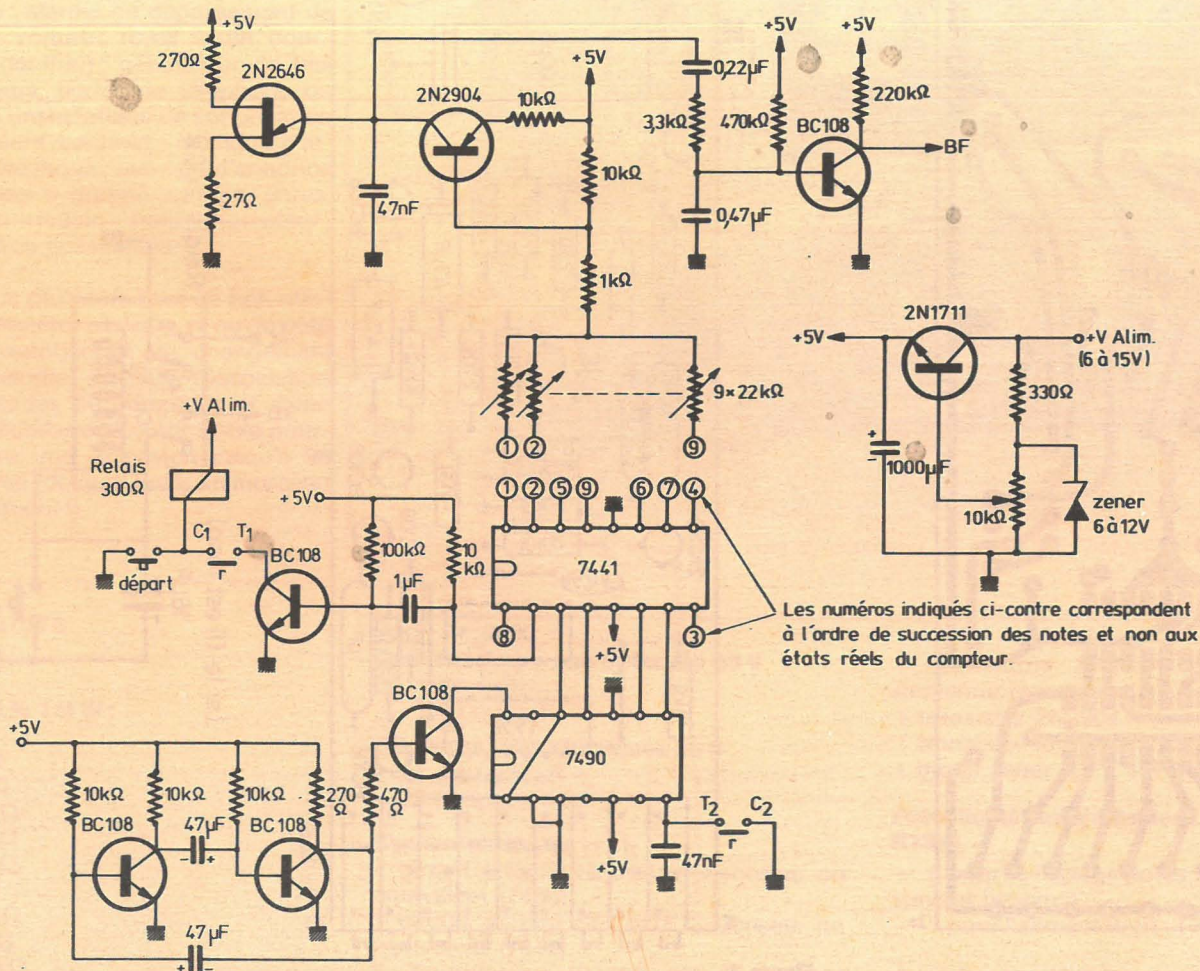 +5V
270Ω
2N2646
27Ω
47nF
2N2904
10kΩ
+5V
10kΩ
1kΩ
0,22µF
3,3kΩ
0,47µF
+5V
470kΩ
+5V
220kΩ
BC108
BF
9×22kΩ
1 2 9
2N1711
+5V
+V Alim.
(6 à 15V)
330Ω
+
-
1000µF
10kΩ
zener
6 à 12V
+V Alim.
Relais
300Ω
C1 T1
départ
r
BC108
+5V
100kΩ
10
kΩ
1µF
1 2 5 9 6 7 4
7441
8
+5V
3
Les numéros indiqués ci-contre correspondent
à l'ordre de succession des notes et non aux
états réels du compteur.
BC108
7490
+5V
47nF
T2 C2
r
+5V
10kΩ
10kΩ
10kΩ
270
Ω
470
Ω
BC108
47µF
- +
BC108
47µF
+ -